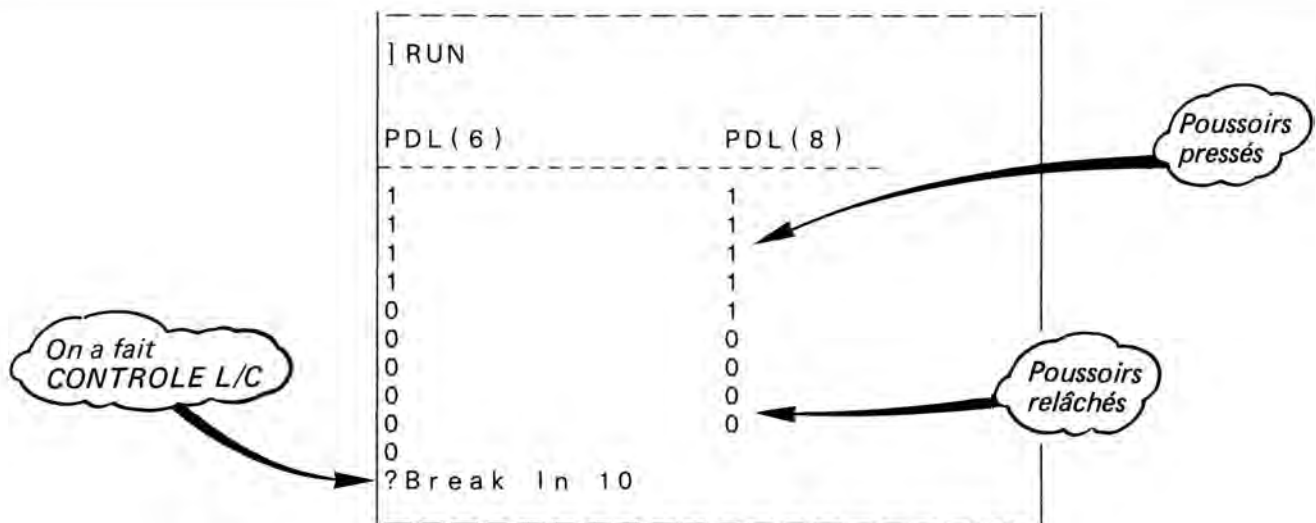 ] RUN
PDL(6) PDL(8)
Poussoirs
pressés
1 1
1 1
1 1
1 1
0 1
0 0
0 0
0 0
0 0
0
On a fait
CONTROLE L/C
Poussoirs
relâchés
?Break In 10